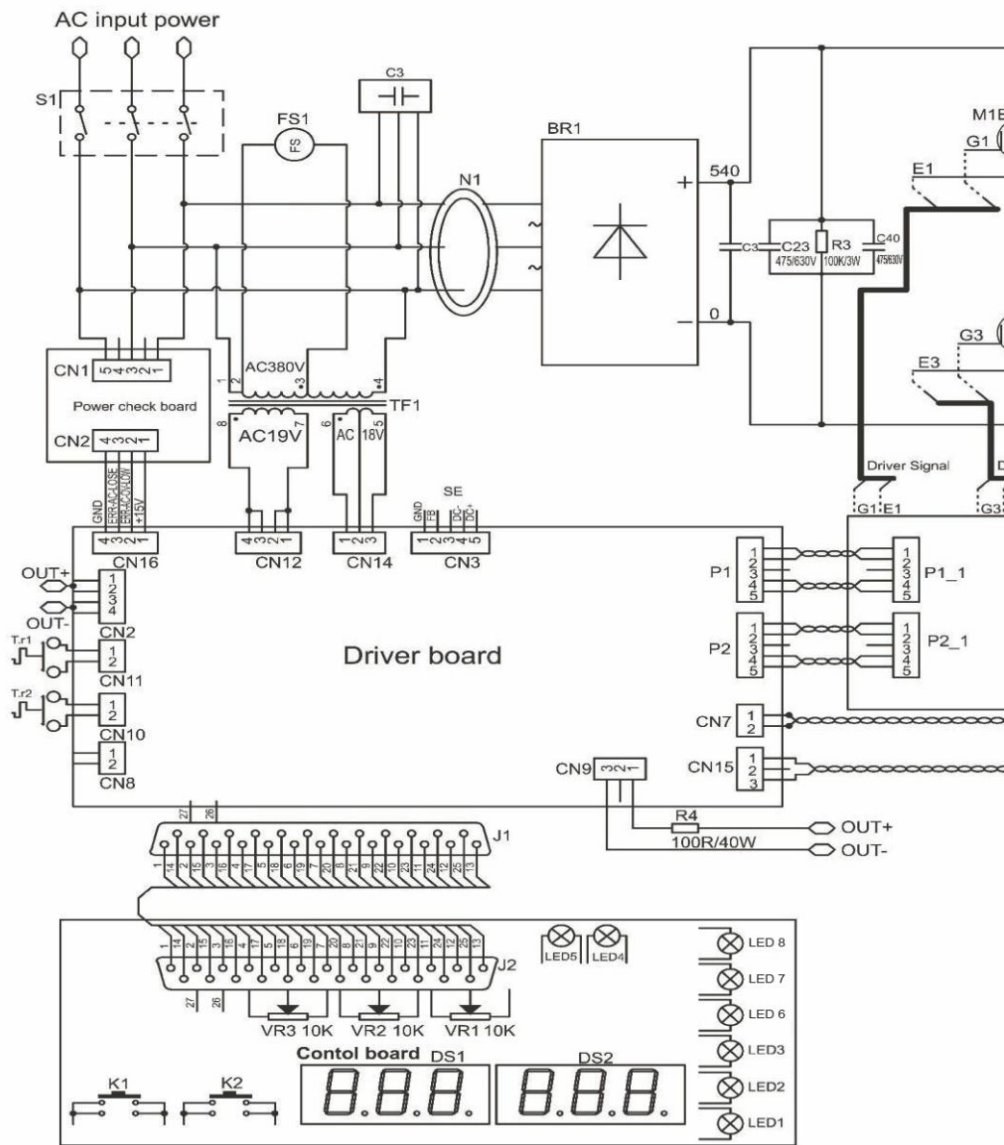 AC input power
S1
FS1
FS
C3
N1
BR1
+
540
−
0
C3
C23
475/630V
R3
100K/3W
C40
475/630V
M1B
G1
E1
G3
E3
CN1
5 4 3 2 1
Power check board
CN2
4 3 2 1
GND
ERR-AC-LOSE
ERR-AC-OV-LOW
+15V
1 2 3 4
AC380V
TF1
8 7 6 5
AC19V
AC 18V
Driver Signal
D
G1 E1
G3
SE
GND
FB
DC-
DC+
4 3 2 1
CN16
4 3 2 1
CN12
1 2 3
CN14
1 2 3 4 5
CN3
OUT+
OUT-
1
2
3
4
CN2
T.r1
1
2
CN11
T.r2
1
2
CN10
1
2
CN8
Driver board
P1
1
2
3
4
5
1
2
3
4
5
P1_1
P2
1
2
3
4
5
1
2
3
4
5
P2_1
CN7
1
2
CN15
1
2
3
CN9
3 2 1
R4
100R/40W
OUT+
OUT-
27 26
J1
1 14 2 15 3 16 4 17 5 18 6 19 7 20 8 21 9 22 10 23 11 24 12 25 13
1 14 2 15 3 16 4 17 5 18 6 19 7 20 8 21 9 22 10 23 11 24 12 25 13
J2
27 26
VR3 10K
VR2 10K
VR1 10K
LED5
LED4
LED 8
LED 7
LED 6
LED3
LED2
LED1
Contol board
DS1
DS2
8.8.8.
8.8.8.
K1
K2